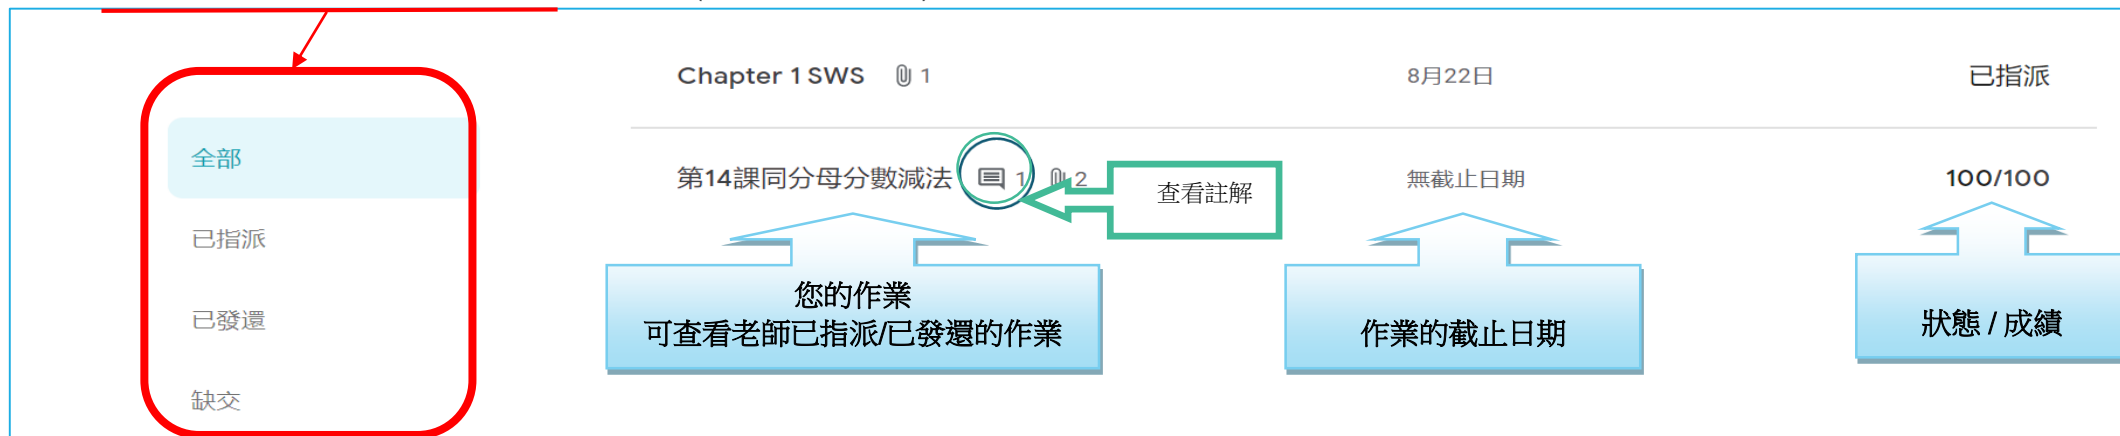 Chapter 1 SWS 1 8月22日 已指派
全部
第14課同分母分數減法 1 2 查看註解 無截止日期 100/100
已指派
您的作業
可查看老師已指派/已發還的作業 作業的截止日期 狀態 / 成績
已發還
缺交